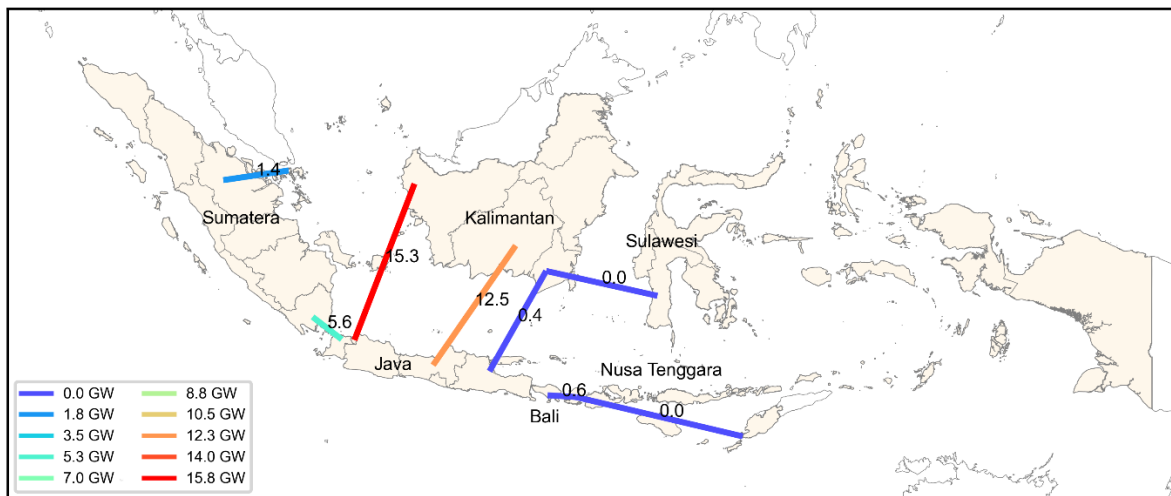 1.4
Sumatera
Kalimantan
Sulawesi
15.3
0.0
12.5
0.4
5.6
Java
Nusa Tenggara
0.6
0.0
Bali
0.0 GW
1.8 GW
3.5 GW
5.3 GW
7.0 GW
8.8 GW
10.5 GW
12.3 GW
14.0 GW
15.8 GW